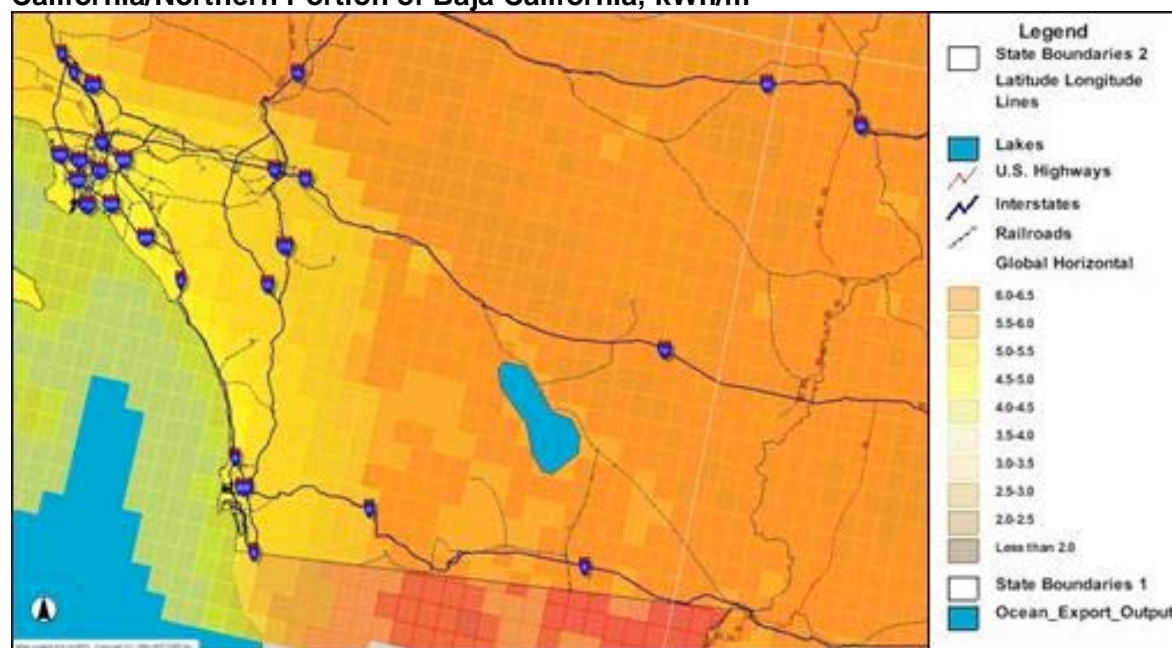 California/Northern Portion of Baja California, kWh/m
Legend
State Boundaries 2
Latitude Longitude
Lines
Lakes
U.S. Highways
Interstates
Railroads
Global Horizontal
6.0-6.5
5.5-6.0
5.0-5.5
4.5-5.0
4.0-4.5
3.5-4.0
3.0-3.5
2.5-3.0
2.0-2.5
Less than 2.0
State Boundaries 1
Ocean_Export_Output